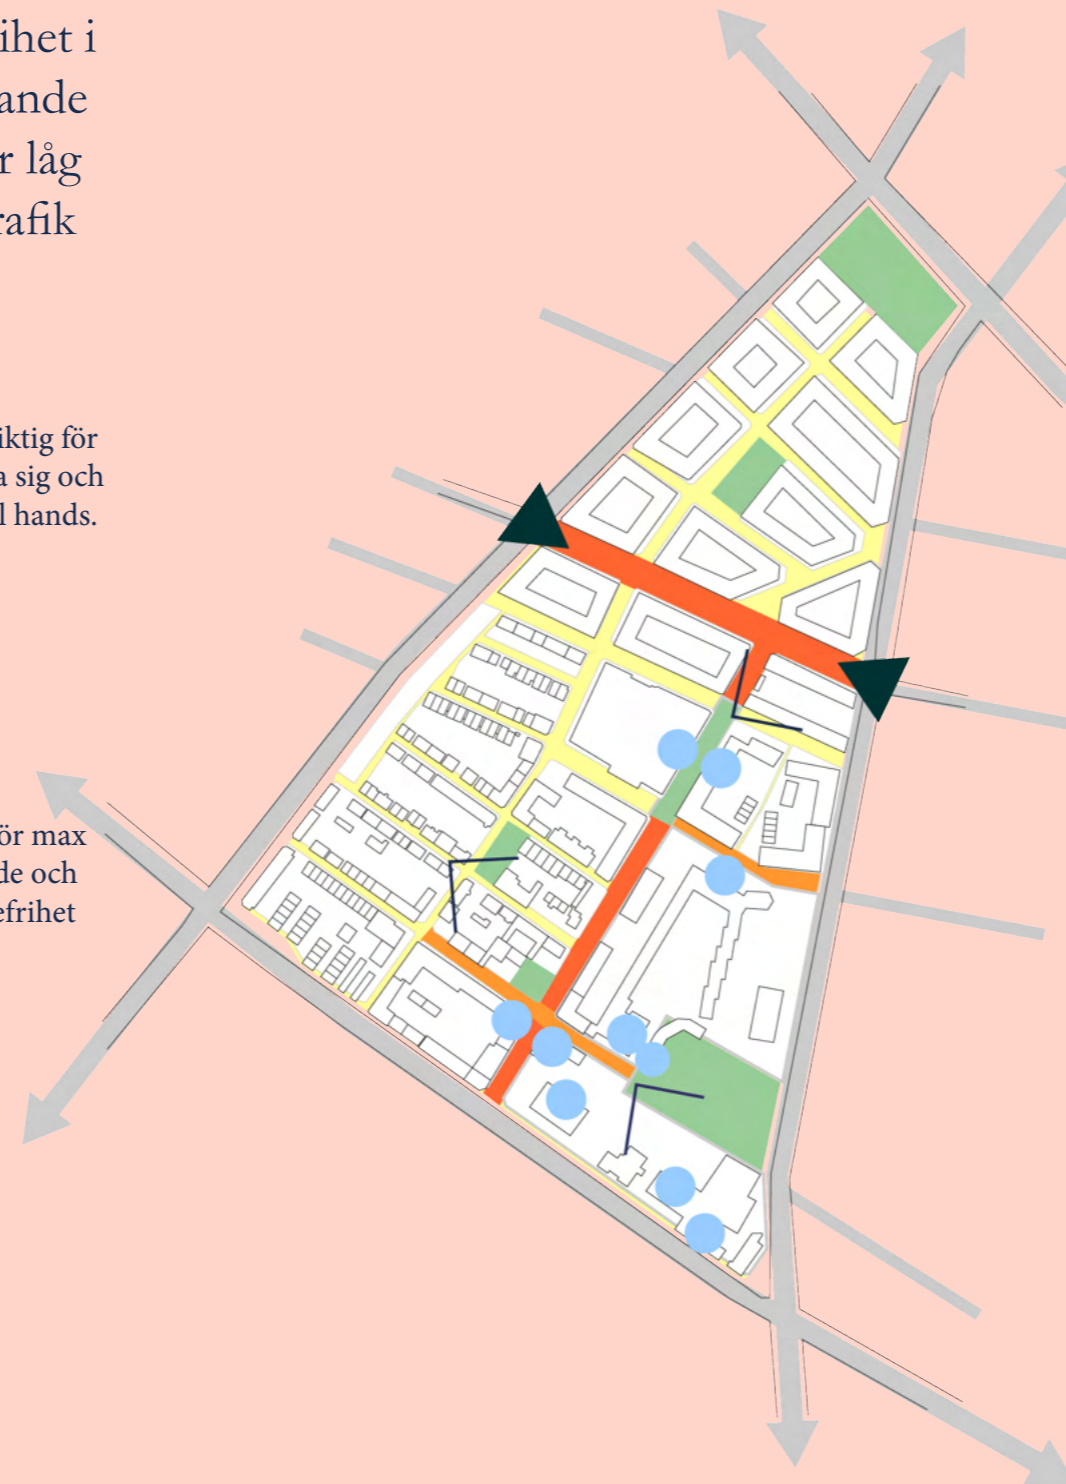 ihet i
ande
r låg
rafik
iktig för
a sig och
l hands.
ör max
de och
efrihet